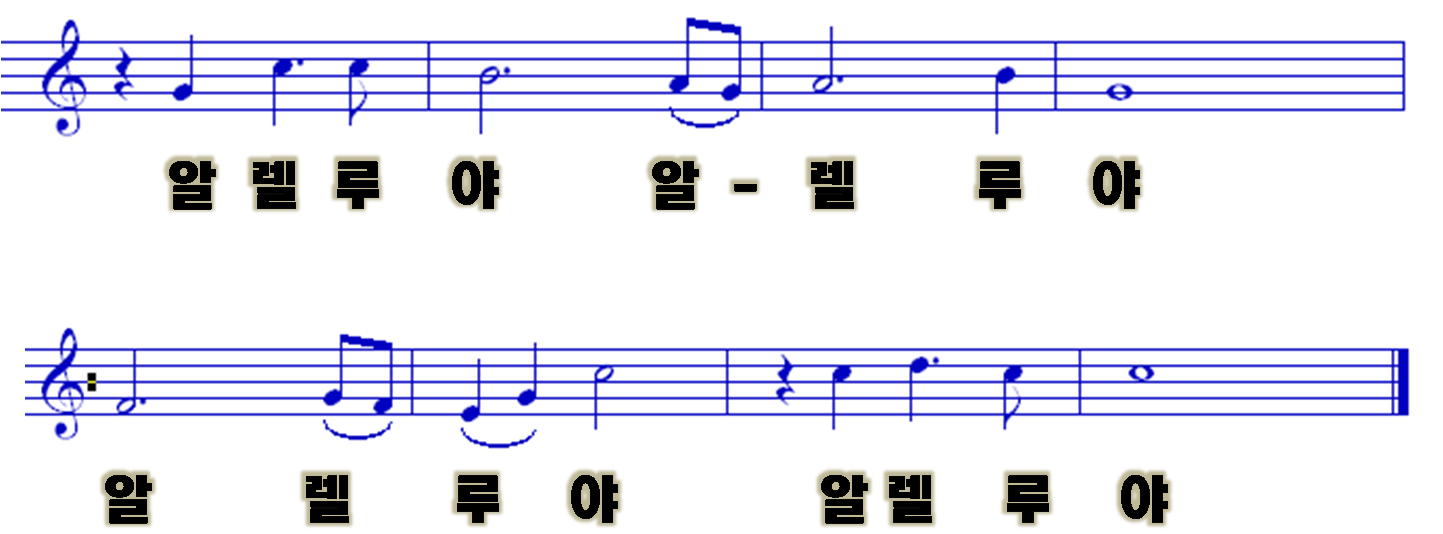 알 렐 루 야 알 - 렐 루 야
알 렐 루 야 알 렐 루 야